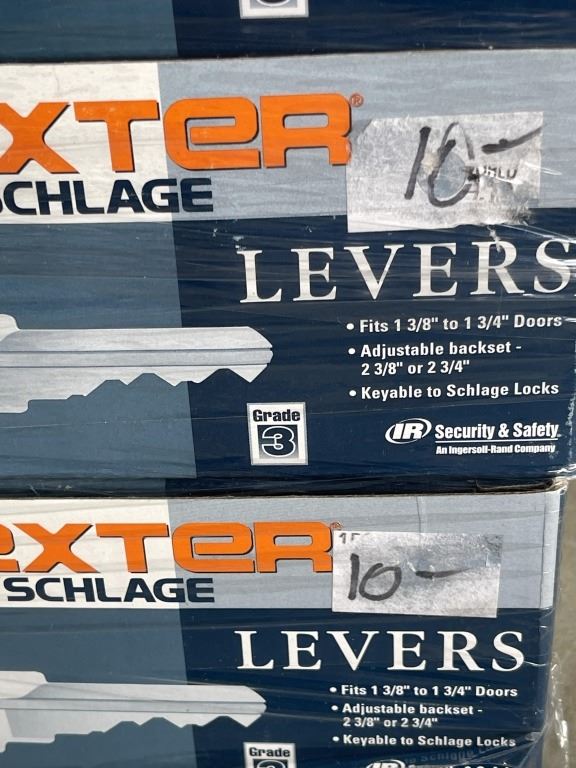 XTER®
SCHLAGE
10-
LEVERS
• Fits 1 3/8" to 1 3/4" Doors
• Adjustable backset -
2 3/8" or 2 3/4"
• Keyable to Schlage Locks
Grade
3
IR Security & Safety
An Ingersoll-Rand Company
EXTER®
SCHLAGE
10-
LEVERS
• Fits 1 3/8" to 1 3/4" Doors
• Adjustable backset -
2 3/8" or 2 3/4"
• Keyable to Schlage Locks
Grade
3